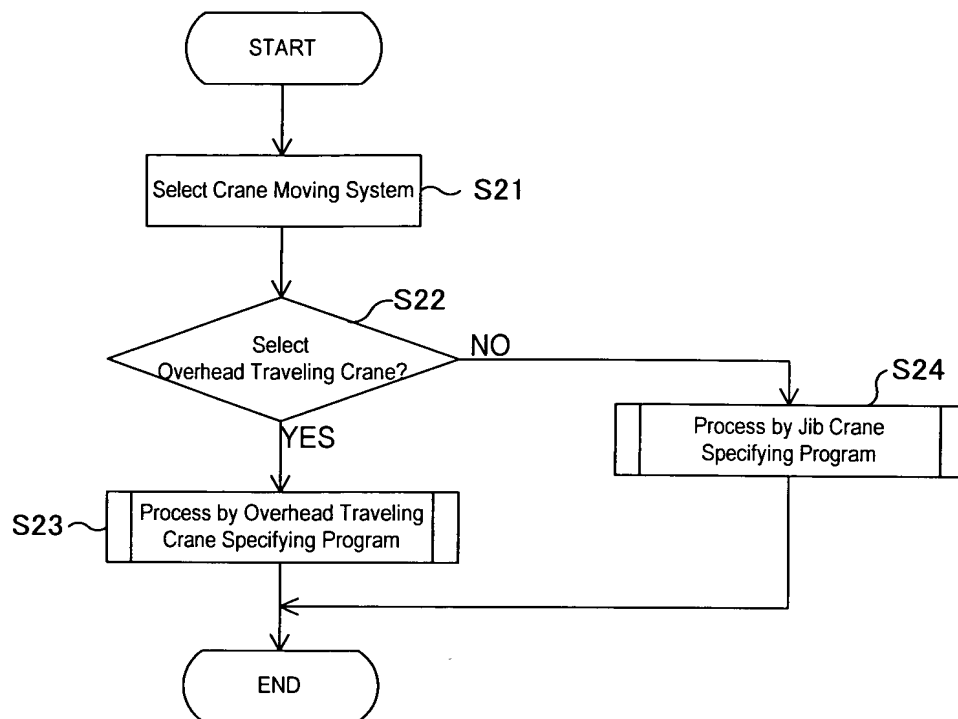 START
Select Crane Moving System
S21
S22
Select
Overhead Traveling Crane?
NO
YES
S24
Process by Jib Crane
Specifying Program
S23
Process by Overhead Traveling
Crane Specifying Program
END